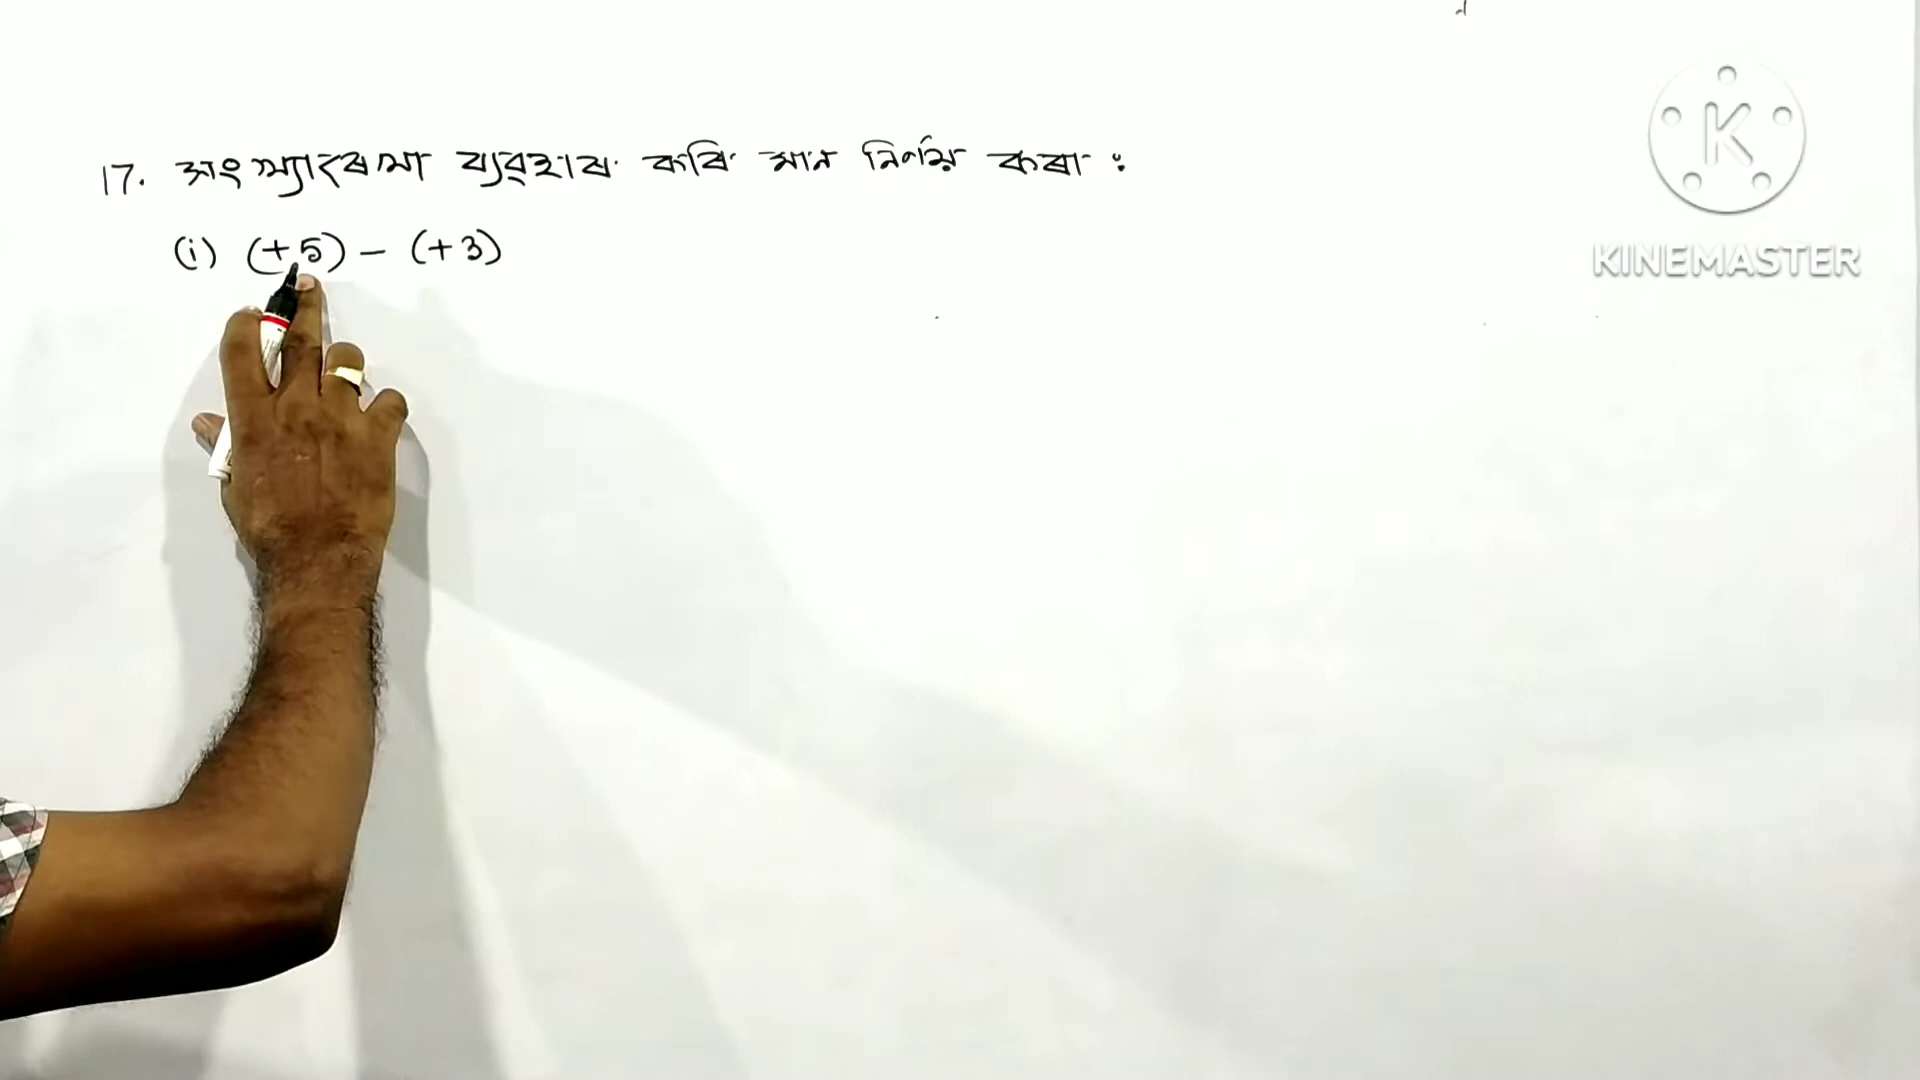 17. সংখ্যাৰেখা ব্যৱহাৰ কৰি মান নিৰ্ণয় কৰা :
(i) (+5) – (+3)
KINEMASTER